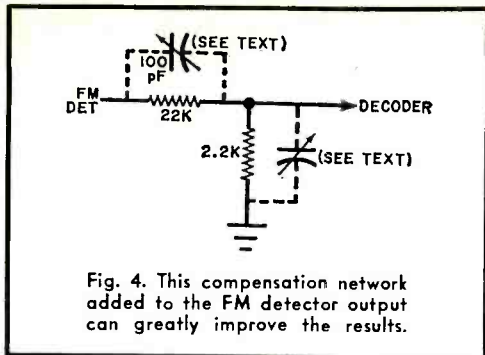 (SEE TEXT)
100
pF
FM
DET
22K
DECODER
2.2K
(SEE TEXT)
Fig. 4. This compensation network
added to the FM detector output
can greatly improve the results.